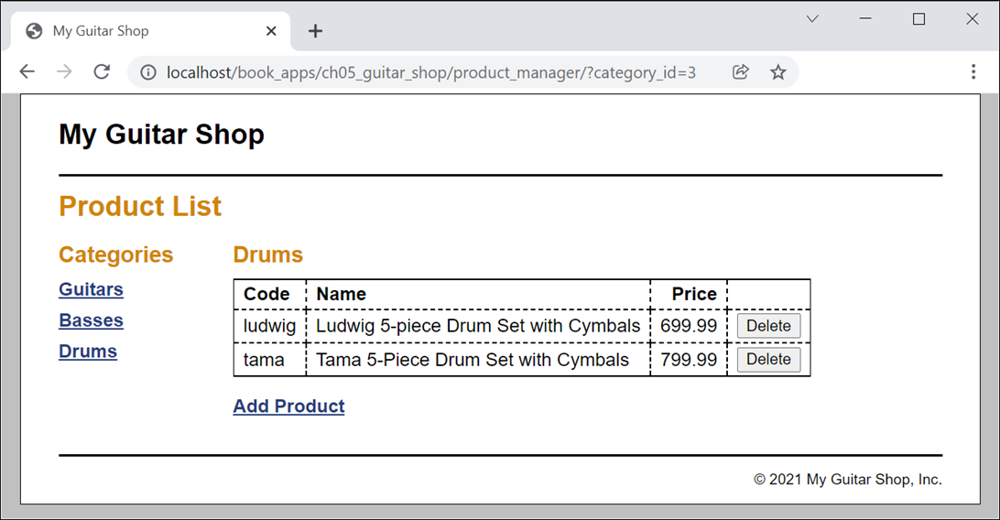 My Guitar Shop
localhost/book_apps/ch05_guitar_shop/product_manager/?category_id=3
My Guitar Shop
Product List
Categories
Guitars
Basses
Drums
Drums
Code Name Price
ludwig Ludwig 5-piece Drum Set with Cymbals 699.99 Delete
tama Tama 5-Piece Drum Set with Cymbals 799.99 Delete
Add Product
© 2021 My Guitar Shop, Inc.